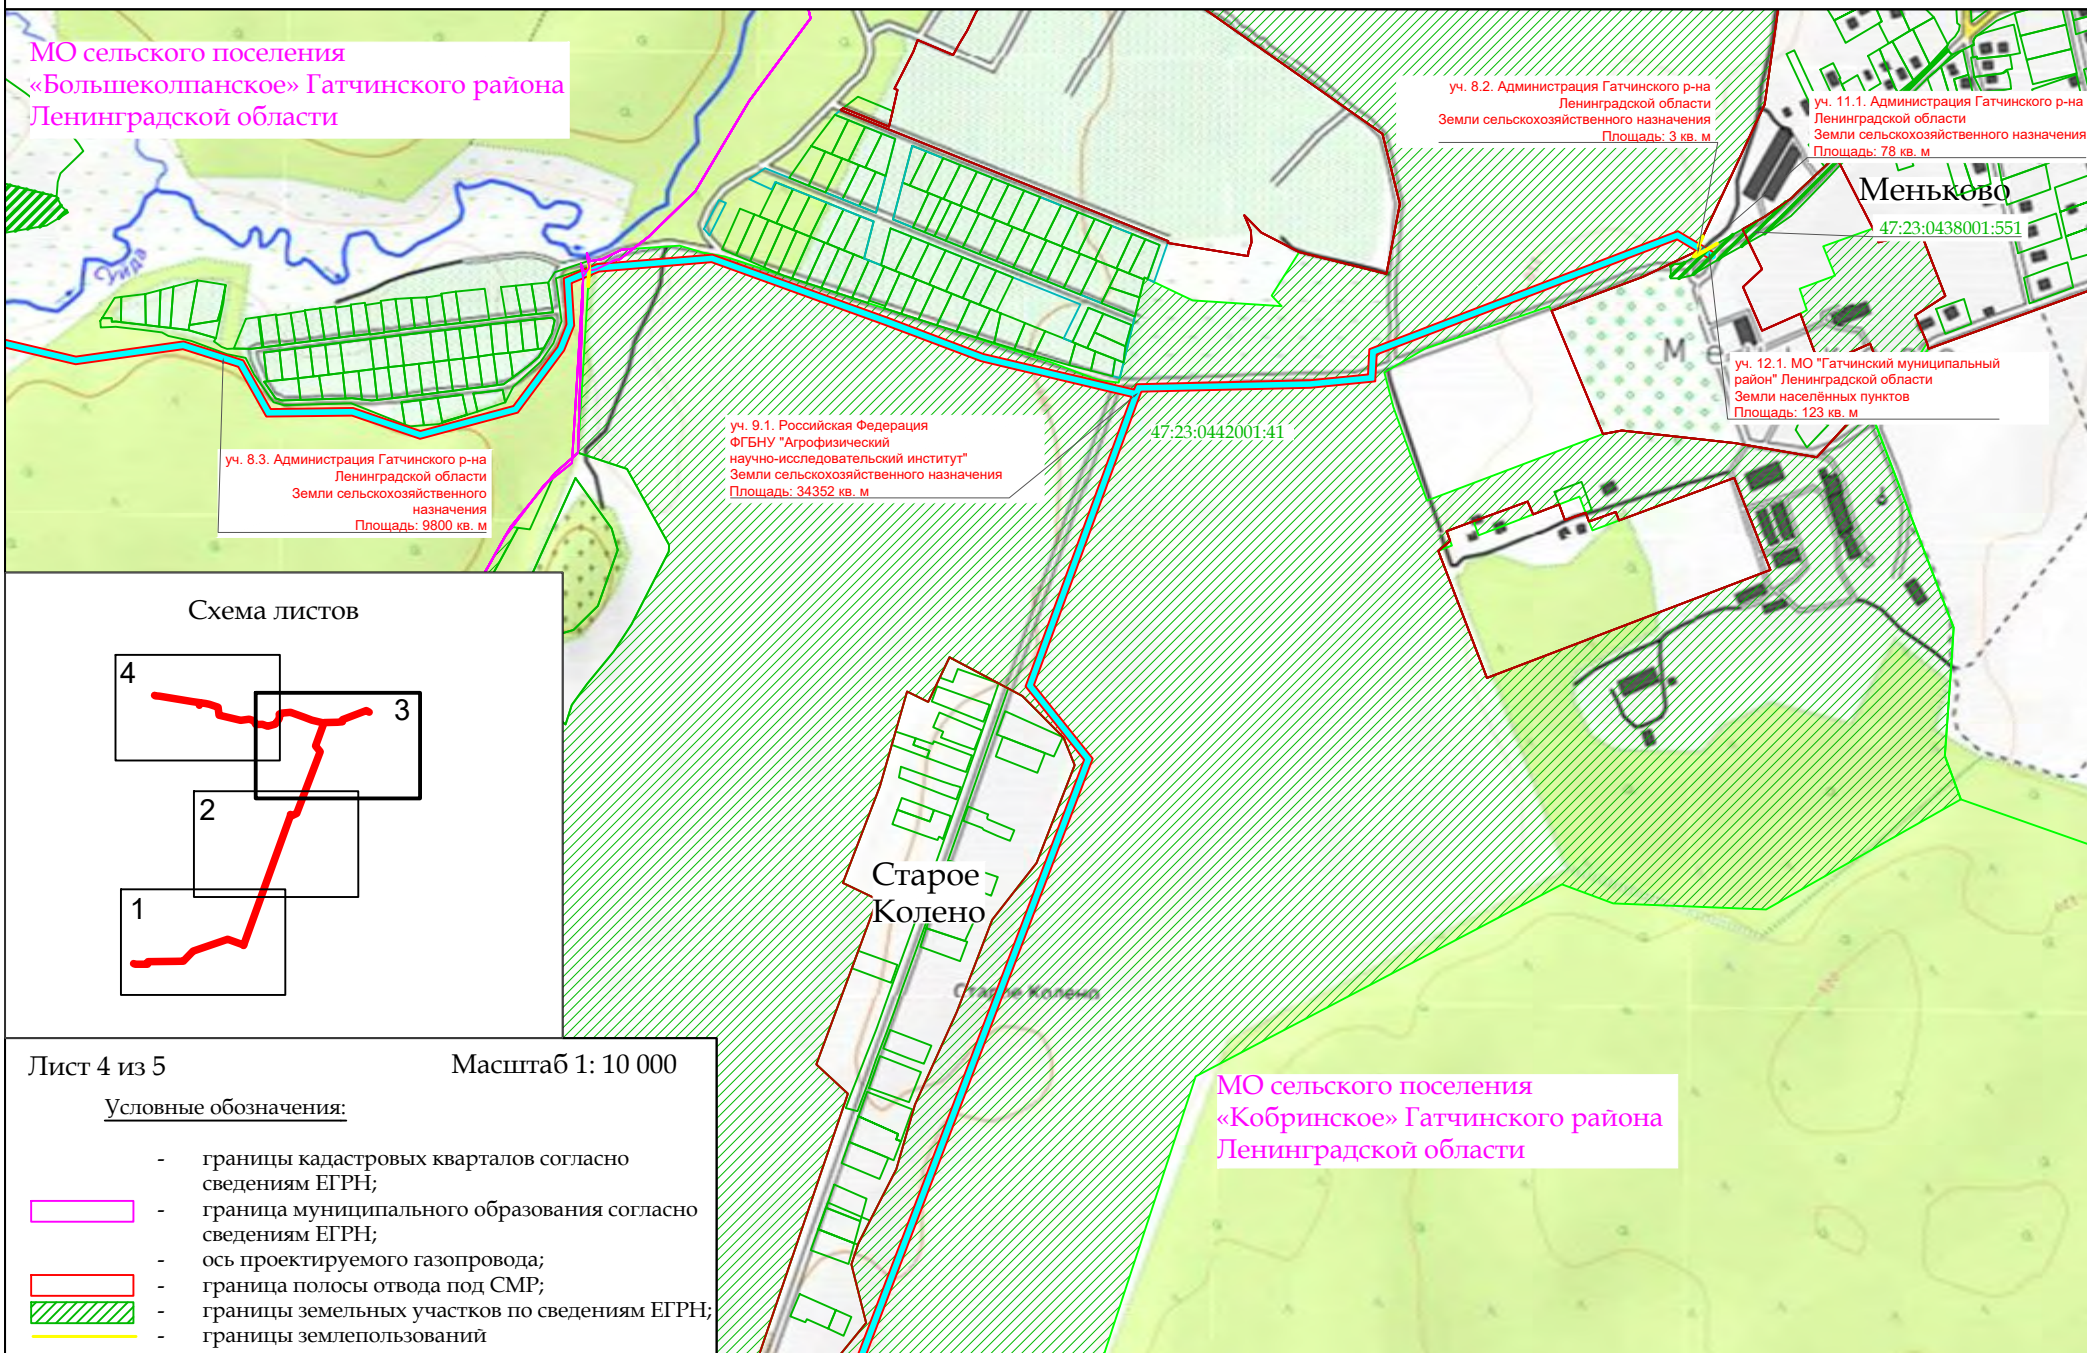 МО сельского поселения
«Большеколпанское» Гатчинского района
Ленинградской области
уч. 8.2. Администрация Гатчинского р-на
Ленинградской области
Земли сельскохозяйственного назначения
Площадь: 3 кв. м
уч. 11.1. Администрация Гатчинского р-на
Ленинградской области
Земли сельскохозяйственного назначения
Площадь: 78 кв. м
Меньково
47:23:0438001:551
уч. 12.1. МО "Гатчинский муниципальный
район" Ленинградской области
Земли населённых пунктов
Площадь: 123 кв. м
уч. 9.1. Российская Федерация
ФГБНУ "Агрофизический
научно-исследовательский институт"
Земли сельскохозяйственного назначения
Площадь: 34352 кв. м
47:23:0442001:41
уч. 8.3. Администрация Гатчинского р-на
Ленинградской области
Земли сельскохозяйственного
назначения
Площадь: 9800 кв. м
Схема листов
4
3
2
1
Старое
Колено
Старое Колено
МО сельского поселения
«Кобринское» Гатчинского района
Ленинградской области
Лист 4 из 5
Масштаб 1: 10 000
Условные обозначения:
- границы кадастровых кварталов согласно
сведениям ЕГРН;
- граница муниципального образования согласно
сведениям ЕГРН;
- ось проектируемого газопровода;
- граница полосы отвода под СМР;
- границы земельных участков по сведениям ЕГРН;
- границы землепользований